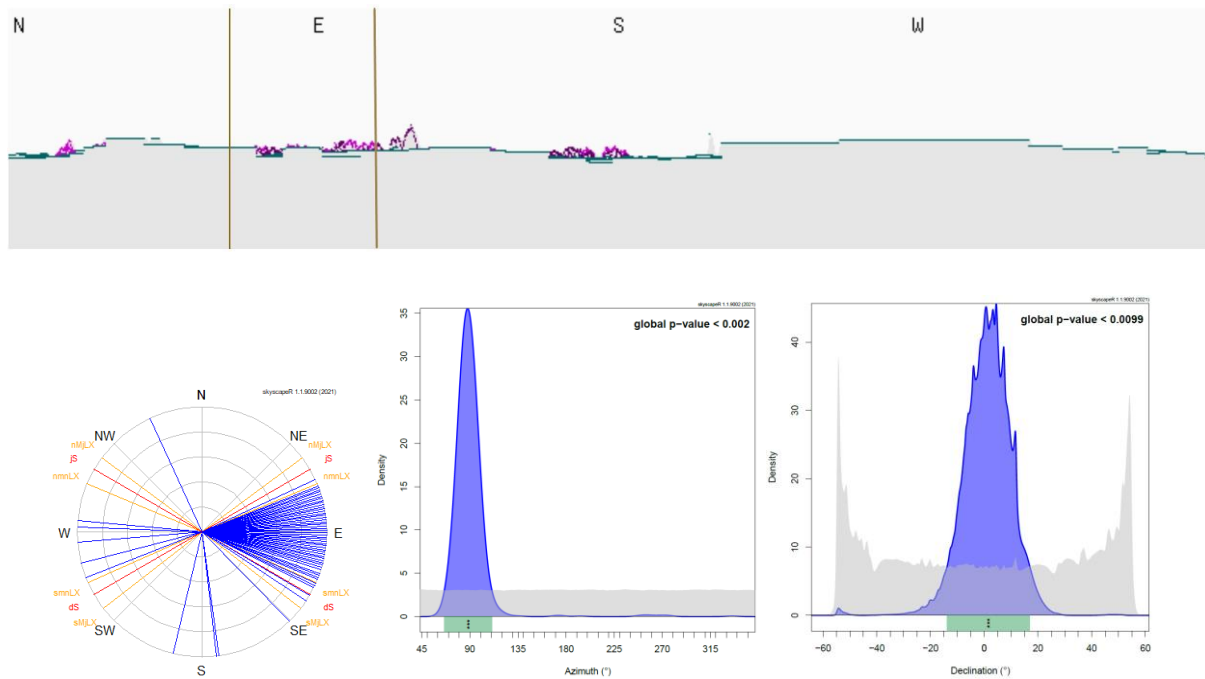 N E S W
skyscapeR 1.1.9002 (2021)
N
NW NE
nMjLX nMjLX
jS jS
nmnLX nmnLX
W E
smnLX smnLX
dS dS
sMjLX sMjLX
SW SE
S
skyscapeR 1.1.9002 (2021)
global p−value < 0.002
35
30
25
20
15
10
5
0
Density
***
45 90 135 180 225 270 315
Azimuth (°)
skyscapeR 1.1.9002 (2021)
global p−value < 0.0099
40
30
20
10
0
Density
***
−60 −40 −20 0 20 40 60
Declination (°)